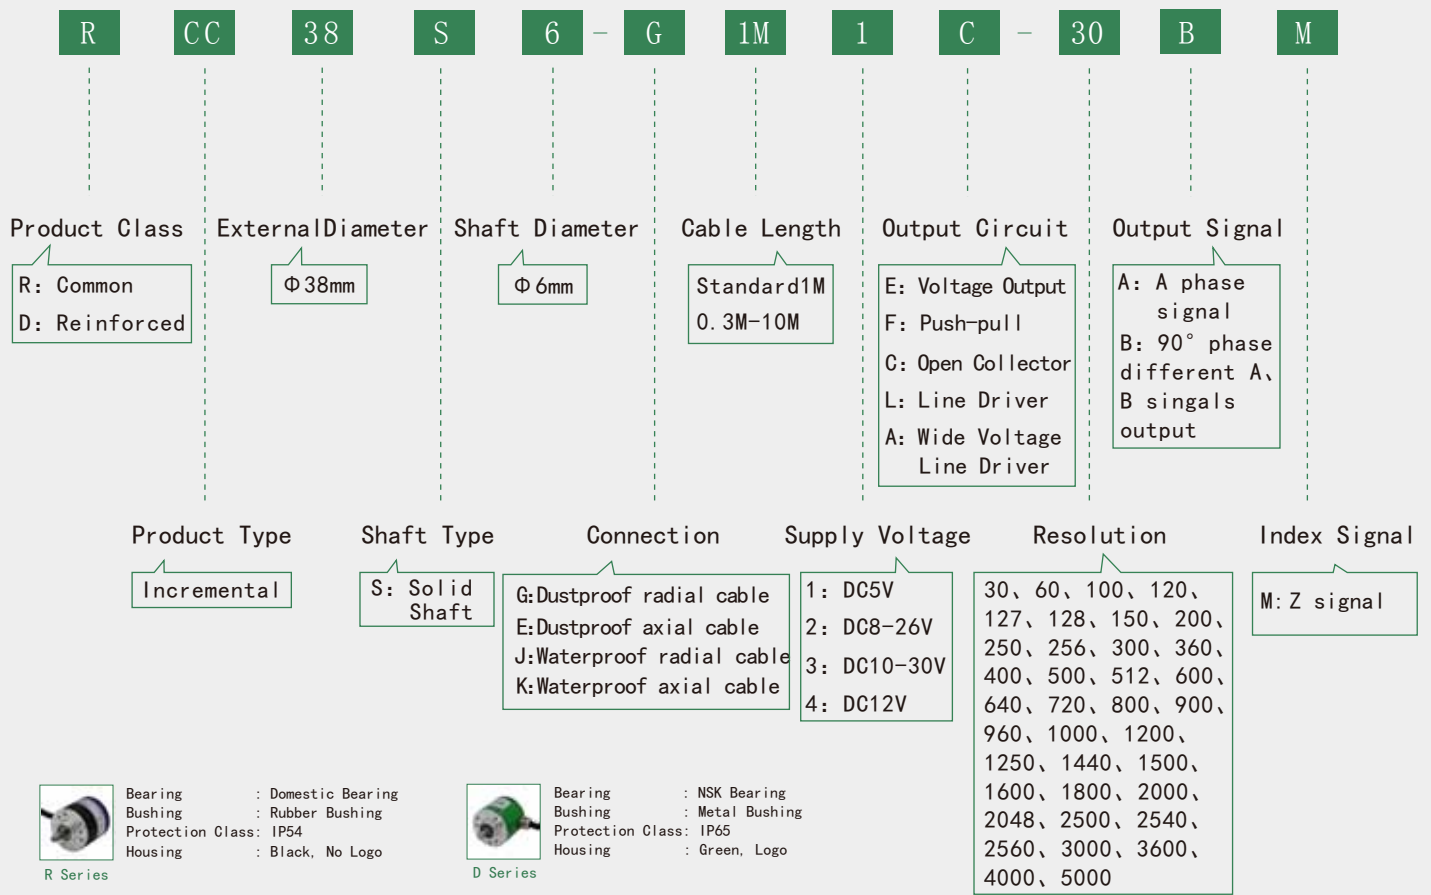 R CC 38 S 6 - G 1M 1 C - 30 B M
Product Class
R: Common
D: Reinforced
ExternalDiameter
Φ38mm
Shaft Diameter
Φ6mm
Cable Length
Standard1M
0.3M-10M
Output Circuit
E: Voltage Output
F: Push-pull
C: Open Collector
L: Line Driver
A: Wide Voltage
Line Driver
Output Signal
A: A phase
signal
B: 90° phase
different A、
B singals
output
Product Type
Incremental
Shaft Type
S: Solid
Shaft
Connection
G:Dustproof radial cable
E:Dustproof axial cable
J:Waterproof radial cable
K:Waterproof axial cable
Supply Voltage
1: DC5V
2: DC8-26V
3: DC10-30V
4: DC12V
Resolution
30、60、100、120、
127、128、150、200、
250、256、300、360、
400、500、512、600、
640、720、800、900、
960、1000、1200、
1250、1440、1500、
1600、1800、2000、
2048、2500、2540、
2560、3000、3600、
4000、5000
Index Signal
M: Z signal
Bearing : Domestic Bearing
Bushing : Rubber Bushing
Protection Class: IP54
Housing : Black, No Logo
R Series
Bearing : NSK Bearing
Bushing : Metal Bushing
Protection Class: IP65
Housing : Green, Logo
D Series